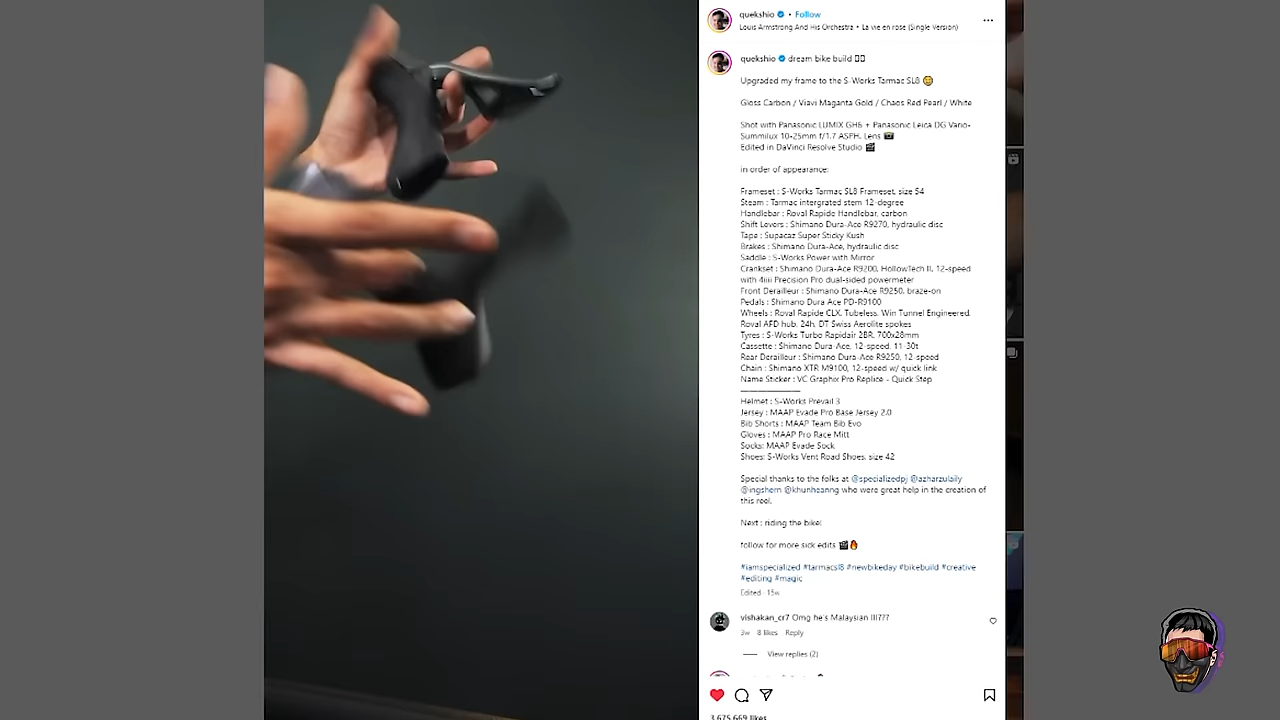 quekshio • Follow
Louis Armstrong And His Orchestra • La vie en rose (Single Version)
quekshio dream bike build
Upgraded my frame to the S-Works Tarmac SL8 😊
Gloss Carbon / Viavi Maganta Gold / Chaos Red Pearl / White
Shot with Panasonic LUMIX GH6 + Panasonic Leica DG Vario-
Summilux 10-25mm f/1.7 ASPH. Lens 📸
Edited in DaVinci Resolve Studio 🎬
in order of appearance:
Frameset : S-Works Tarmac SL8 Frameset, size 54
Steam : Tarmac intergrated stem 12-degree
Handlebar : Roval Rapide Handlebar, carbon
Shift Levers : Shimano Dura-Ace R9270, hydraulic disc
Tape : Supacaz Super Sticky Kush
Brakes : Shimano Dura-Ace, hydraulic disc
Saddle : S-Works Power with Mirror
Crankset : Shimano Dura-Ace R9200, HollowTech II, 12-speed
with 4iiii Precision Pro dual-sided powermeter
Front Derailleur : Shimano Dura-Ace R9250, braze-on
Pedals : Shimano Dura Ace PD-R9100
Wheels : Roval Rapide CLX, Tubeless, Win Tunnel Engineered,
Roval AFD hub, 24h, DT Swiss Aerolite spokes
Tyres : S-Works Turbo Rapidair 2BR, 700x28mm
Cassette : Shimano Dura-Ace, 12-speed, 11-30t
Rear Derailleur : Shimano Dura-Ace R9250, 12-speed
Chain : Shimano XTR M9100, 12-speed w/ quick link
Name Sticker : VC Graphix Pro Replica - Quick Step
——————————
Helmet : S-Works Prevail 3
Jersey : MAAP Evade Pro Base Jersey 2.0
Bib Shorts : MAAP Team Bib Evo
Gloves : MAAP Pro Race Mitt
Socks: MAAP Evade Sock
Shoes: S-Works Vent Road Shoes, size 42
Special thanks to the folks at @specializedpj @azharzulaily
@ingshern @khunheanng who were great help in the creation of
this reel.
Next : riding the bike!
follow for more sick edits 🎬🔥
#iamspecialized #tarmacsl8 #newbikeday #bikebuild #creative
#editing #magic
Edited · 15w
vishakan_cr7 Omg he's Malaysian !!!???
3w 8 likes Reply
View replies (2)
3,675,669 likes